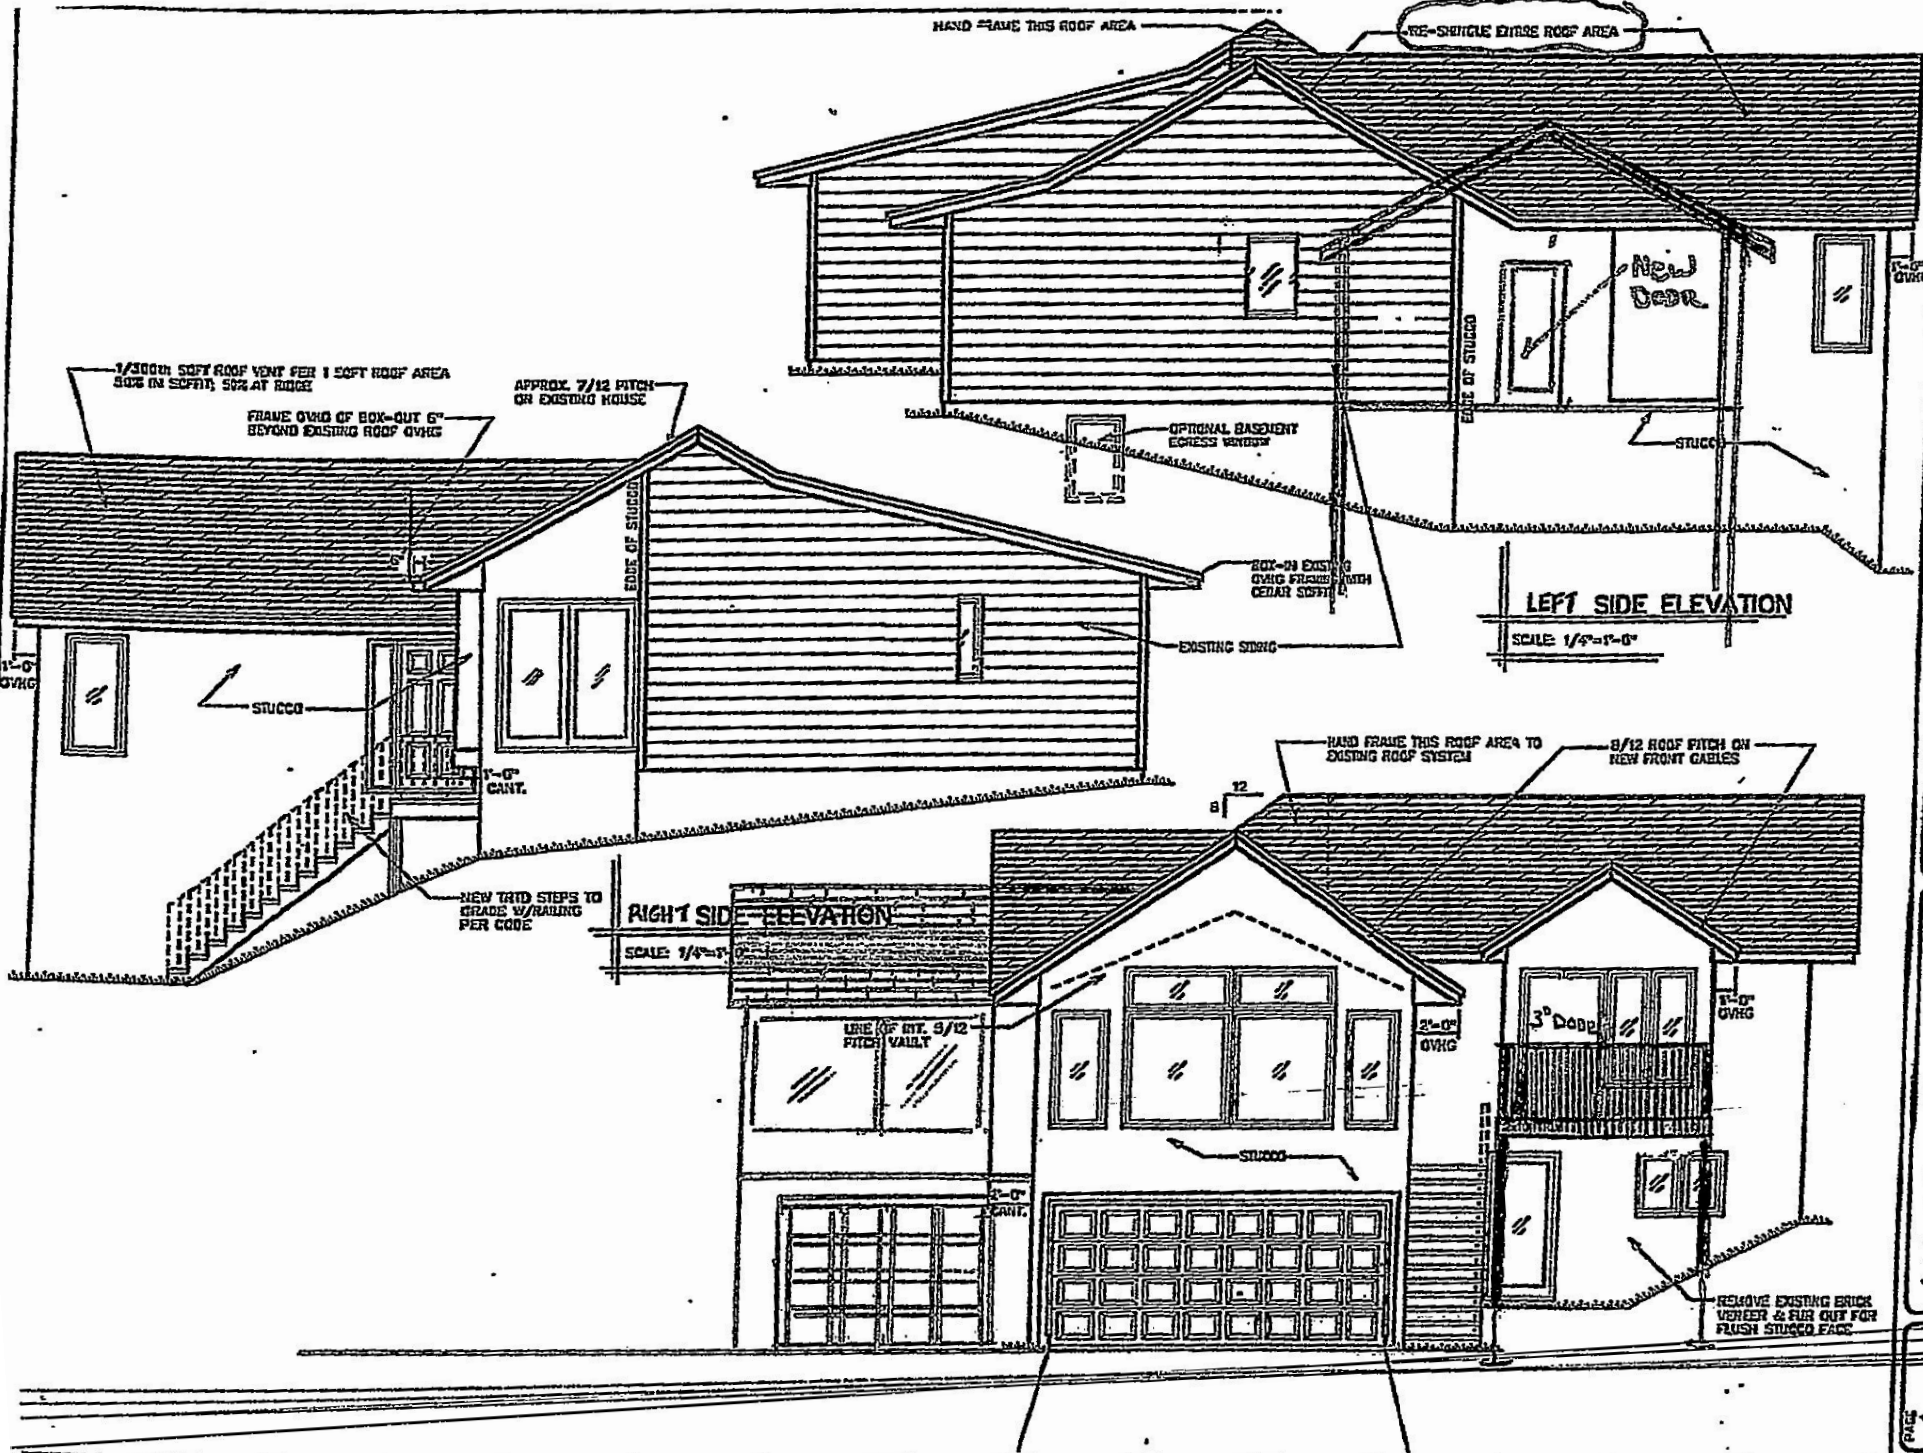 HAND FRAME THIS ROOF AREA
RE-SHINGLE ENTIRE ROOF AREA
NEW
DOOR
1'-0"
OVHG
EDGE OF STUCCO
1/300th SQFT ROOF VENT PER 1 SQFT ROOF AREA
50% IN SOFFIT, 50% AT RIDGE
APPROX. 7/12 PITCH
ON EXISTING HOUSE
FRAME OVHG OF BOX-OUT 6"
BEYOND EXISTING ROOF OVHG
OPTIONAL BASEMENT
EGRESS WINDOW
STUCCO
EDGE OF STUCCO
6"
BOX-IN EXISTING
OVHG FRAMING WITH
CEDAR SOFFIT
LEFT SIDE ELEVATION
SCALE: 1/4"=1'-0"
EXISTING SIDING
1'-0"
OVHG
STUCCO
1'-0"
CANT.
HAND FRAME THIS ROOF AREA TO
EXISTING ROOF SYSTEM
8/12 ROOF PITCH ON
NEW FRONT GABLES
12
8
NEW TRTD STEPS TO
GRADE W/RAILING
PER CODE
RIGHT SIDE ELEVATION
SCALE: 1/4"=1'-0"
LINE OF INT. 9/12
PITCH VAULT
2'-0"
OVHG
3° DOOR
1'-0"
OVHG
STUCCO
2'-0"
CANT.
REMOVE EXISTING BRICK
VENEER & FUR OUT FOR
FLUSH STUCCO FACE
PAGE